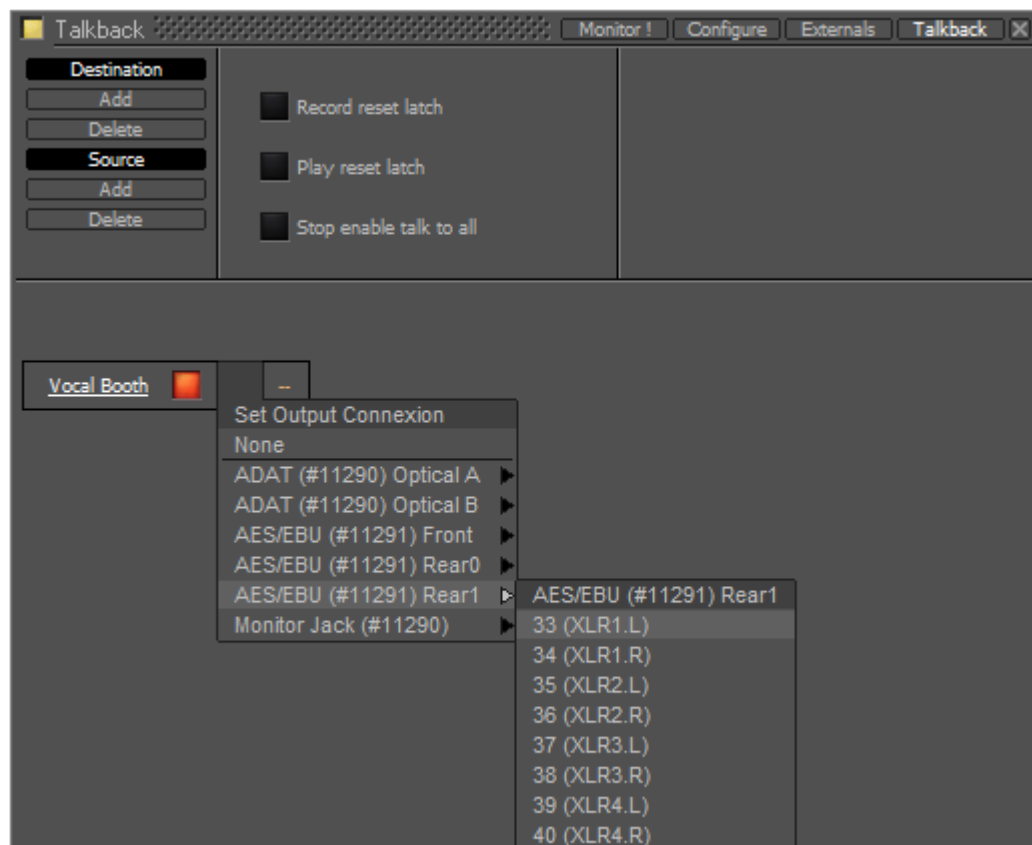 Talkback Monitor ! Configure Externals Talkback X
Destination
Add
Delete
Source
Add
Delete
Record reset latch
Play reset latch
Stop enable talk to all
Vocal Booth --
Set Output Connexion
None
ADAT (#11290) Optical A
ADAT (#11290) Optical B
AES/EBU (#11291) Front
AES/EBU (#11291) Rear0
AES/EBU (#11291) Rear1
Monitor Jack (#11290)
AES/EBU (#11291) Rear1
33 (XLR1.L)
34 (XLR1.R)
35 (XLR2.L)
36 (XLR2.R)
37 (XLR3.L)
38 (XLR3.R)
39 (XLR4.L)
40 (XLR4.R)